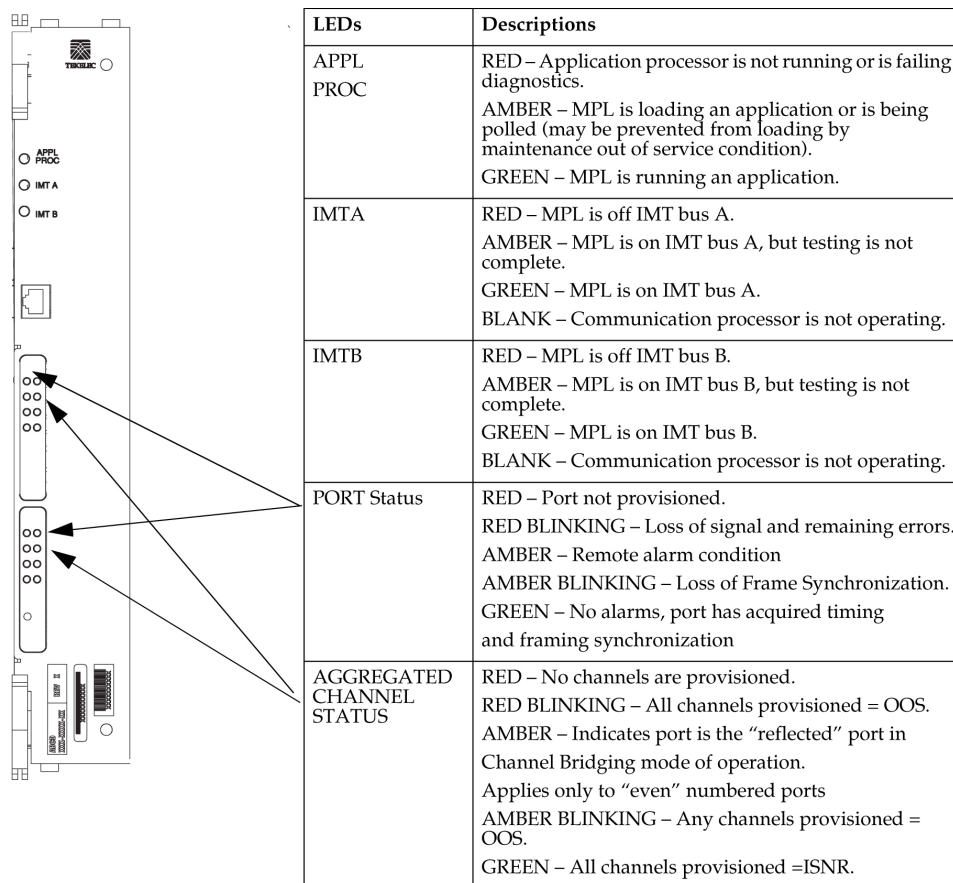 TEKELEC
APPL
PROC
IMT A
IMT B
REV X
XXXXXXXXXX
LEDs
Descriptions
APPL
PROC
RED – Application processor is not running or is failing
diagnostics.
AMBER – MPL is loading an application or is being
polled (may be prevented from loading by
maintenance out of service condition).
GREEN – MPL is running an application.
IMTA
RED – MPL is off IMT bus A.
AMBER – MPL is on IMT bus A, but testing is not
complete.
GREEN – MPL is on IMT bus A.
BLANK – Communication processor is not operating.
IMTB
RED – MPL is off IMT bus B.
AMBER – MPL is on IMT bus B, but testing is not
complete.
GREEN – MPL is on IMT bus B.
BLANK – Communication processor is not operating.
PORT Status
RED – Port not provisioned.
RED BLINKING – Loss of signal and remaining errors.
AMBER – Remote alarm condition
AMBER BLINKING – Loss of Frame Synchronization.
GREEN – No alarms, port has acquired timing
and framing synchronization
AGGREGATED
CHANNEL
STATUS
RED – No channels are provisioned.
RED BLINKING – All channels provisioned = OOS.
AMBER – Indicates port is the “reflected” port in
Channel Bridging mode of operation.
Applies only to “even” numbered ports
AMBER BLINKING – Any channels provisioned =
OOS.
GREEN – All channels provisioned =ISNR.